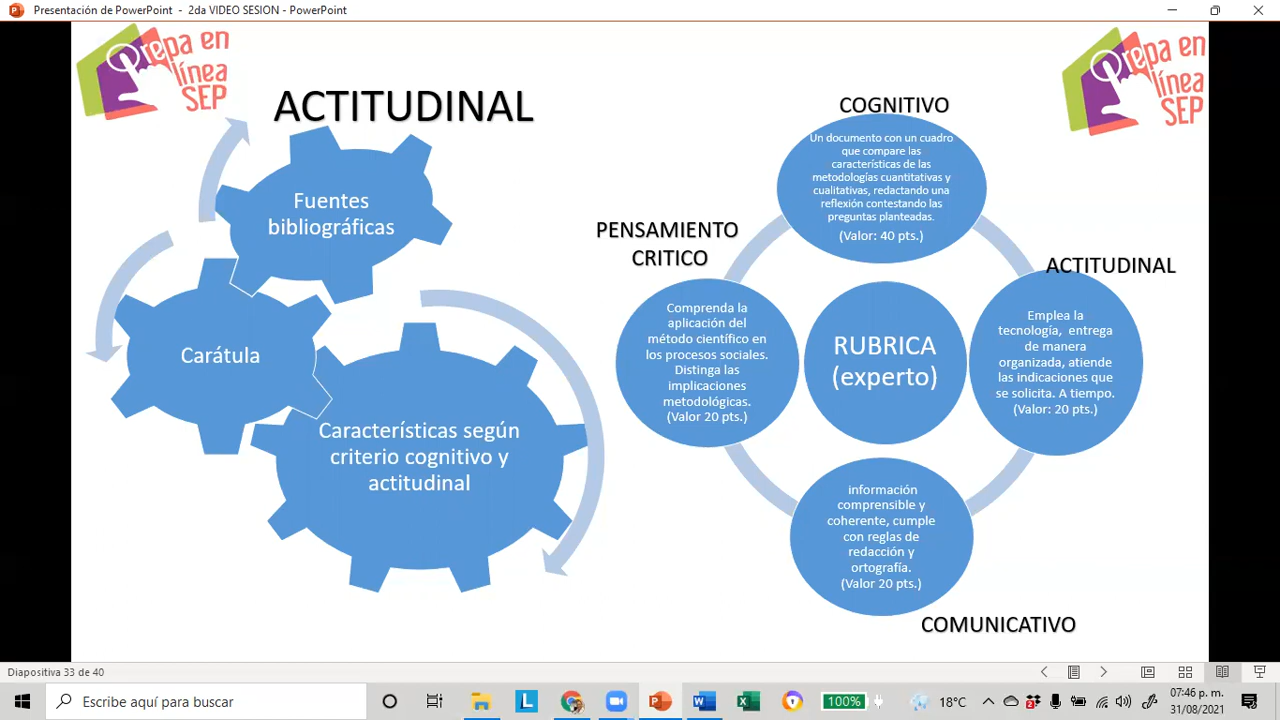 Presentación de PowerPoint - 2da VIDEO SESION - PowerPoint
Prepa en
línea
SEP
Prepa en
línea
SEP
ACTITUDINAL
Fuentes
bibliográficas
Carátula
Características según
criterio cognitivo y
actitudinal
COGNITIVO
Un documento con un cuadro
que compare las
características de las
metodologías cuantitativas y
cualitativas, redactando una
reflexión contestando las
preguntas planteadas.
(Valor: 40 pts.)
PENSAMIENTO
CRITICO
Comprenda la
aplicación del
método científico en
los procesos sociales.
Distinga las
implicaciones
metodológicas.
(Valor 20 pts.)
RUBRICA
(experto)
ACTITUDINAL
Emplea la
tecnología, entrega
de manera
organizada, atiende
las indicaciones que
se solicita. A tiempo.
(Valor: 20 pts.)
información
comprensible y
coherente, cumple
con reglas de
redacción y
ortografía.
(Valor 20 pts.)
COMUNICATIVO
Diapositiva 33 de 40
Escribe aquí para buscar
100%
18°C
07:46 p. m.
31/08/2021